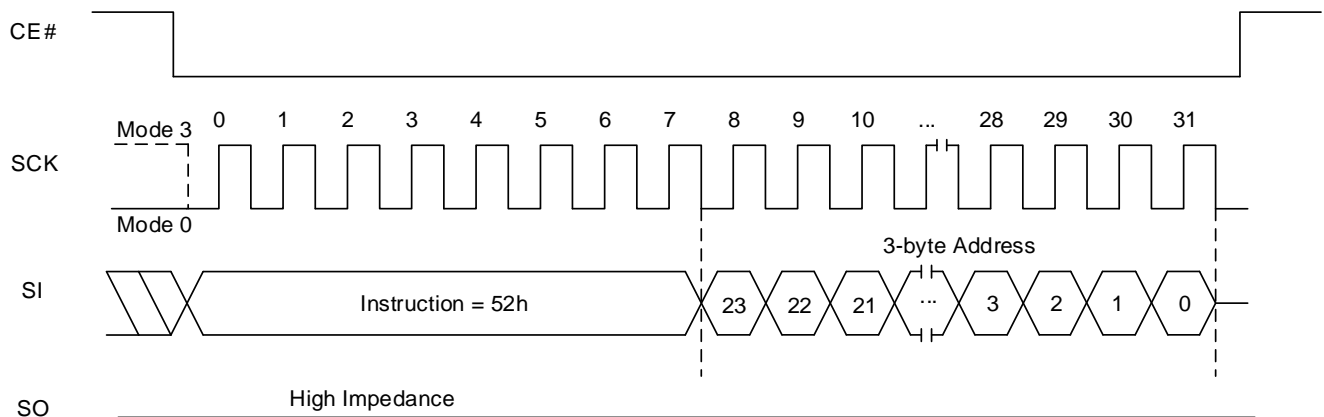 CE#
Mode 3
0 1 2 3 4 5 6 7 8 9 10 ... 28 29 30 31
SCK
Mode 0
3-byte Address
SI
Instruction = 52h
23 22 21 ... 3 2 1 0
High Impedance
SO